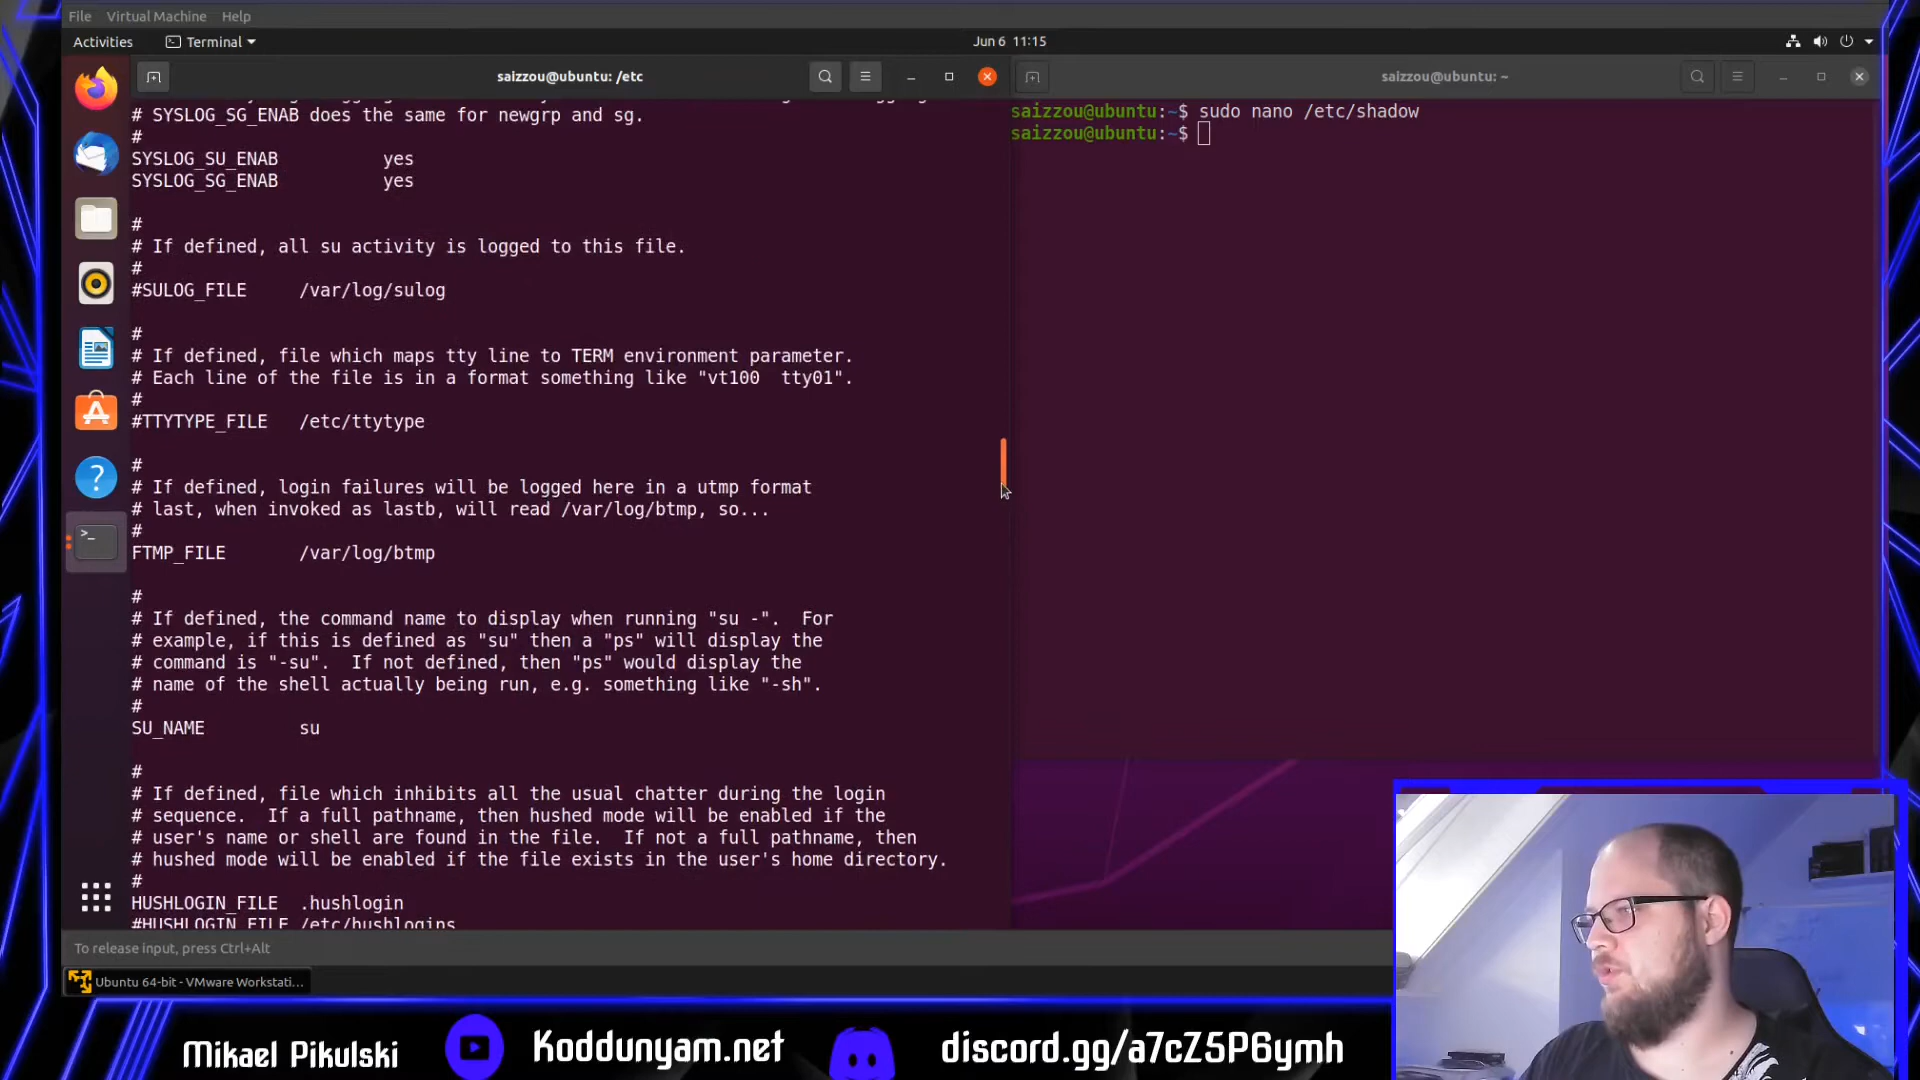 File Virtual Machine Help
Activities Terminal Jun 6 11:15
saizzou@ubuntu: /etc
# SYSLOG_SG_ENAB does the same for newgrp and sg.
#
SYSLOG_SU_ENAB yes
SYSLOG_SG_ENAB yes
#
# If defined, all su activity is logged to this file.
#
#SULOG_FILE /var/log/sulog
#
# If defined, file which maps tty line to TERM environment parameter.
# Each line of the file is in a format something like "vt100 tty01".
#
#TTYTYPE_FILE /etc/ttytype
#
# If defined, login failures will be logged here in a utmp format
# last, when invoked as lastb, will read /var/log/btmp, so...
#
FTMP_FILE /var/log/btmp
#
# If defined, the command name to display when running "su -". For
# example, if this is defined as "su" then a "ps" will display the
# command is "-su". If not defined, then "ps" would display the
# name of the shell actually being run, e.g. something like "-sh".
#
SU_NAME su
#
# If defined, file which inhibits all the usual chatter during the login
# sequence. If a full pathname, then hushed mode will be enabled if the
# user's name or shell are found in the file. If not a full pathname, then
# hushed mode will be enabled if the file exists in the user's home directory.
#
HUSHLOGIN_FILE .hushlogin
#HUSHLOGIN_FILE /etc/hushlogins
saizzou@ubuntu: ~
saizzou@ubuntu:~$ sudo nano /etc/shadow
saizzou@ubuntu:~$
To release input, press Ctrl+Alt
Ubuntu 64-bit - VMware Workstati...
Mikael Pikulski Koddunyam.net discord.gg/a7cZ5P6ymh